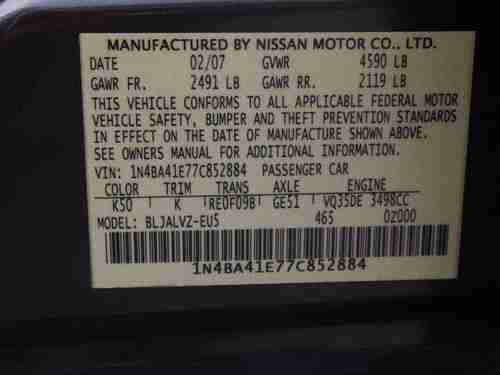 MANUFACTURED BY NISSAN MOTOR CO., LTD.
DATE 02/07 GVWR 4590 LB
GAWR FR. 2491 LB GAWR RR. 2119 LB
THIS VEHICLE CONFORMS TO ALL APPLICABLE FEDERAL MOTOR
VEHICLE SAFETY, BUMPER AND THEFT PREVENTION STANDARDS
IN EFFECT ON THE DATE OF MANUFACTURE SHOWN ABOVE.
SEE OWNERS MANUAL FOR ADDITIONAL INFORMATION.
VIN: 1N4BA41E77C852884 PASSENGER CAR
COLOR TRIM TRANS AXLE ENGINE
K50 K RE0F09B GE51 VQ35DE 3498CC
MODEL: BLJALVZ-EU5 465 02000
1N4BA41E77C852884